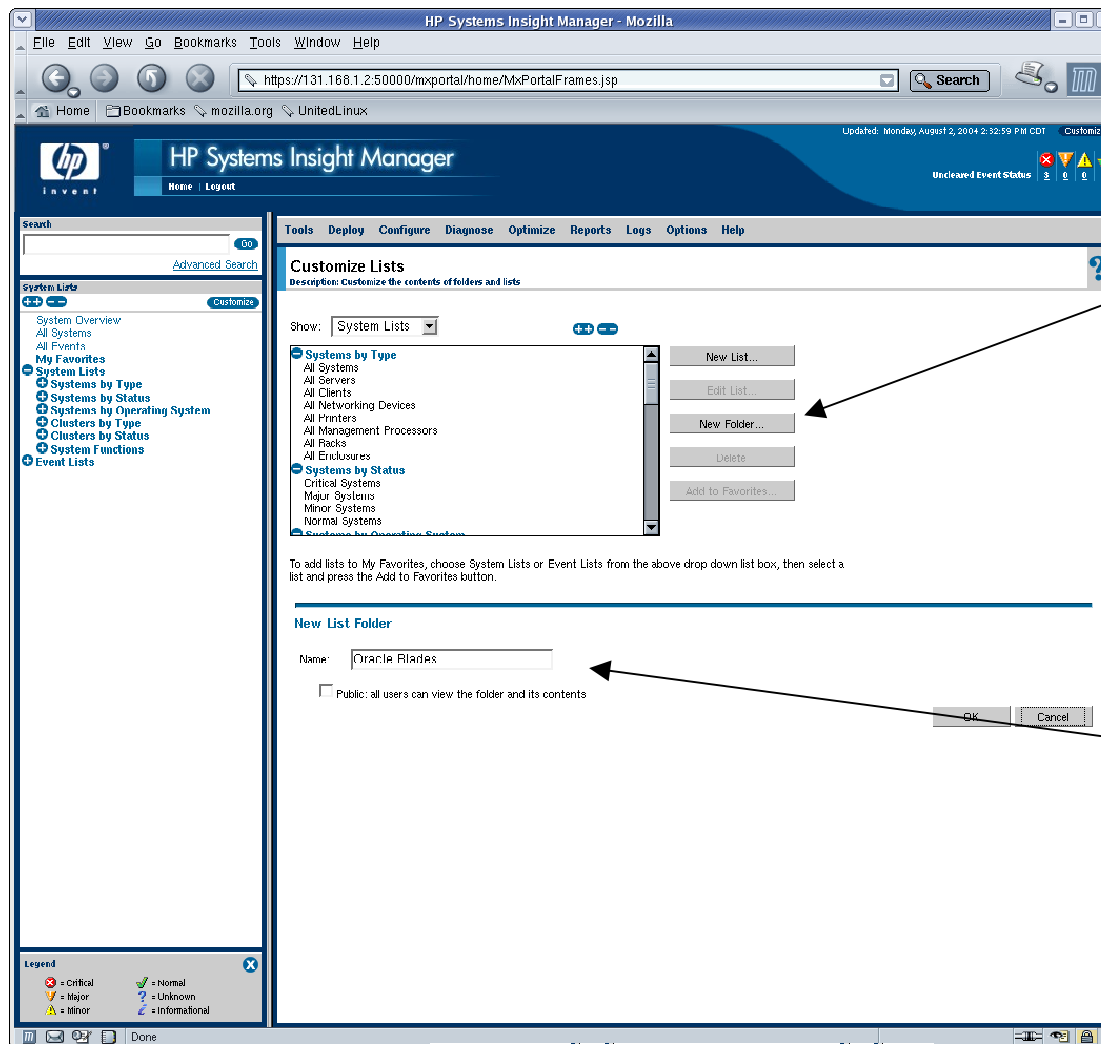 HP Systems Insight Manager - Mozilla
File Edit View Go Bookmarks Tools Window Help
https://131.168.1.2:50000/mxportal/home/MxPortalFrames.jsp
Search
Home Bookmarks mozilla.org UnitedLinux
Updated: Monday, August 2, 2004 2:32:59 PM CDT
Customiz
hp
invent
HP Systems Insight Manager
Home | Logout
Uncleared Event Status 0 0
Search
Go
Advanced Search
System Lists
Customize
System Overview
All Systems
All Events
My Favorites
System Lists
Systems by Type
Systems by Status
Systems by Operating System
Clusters by Type
Clusters by Status
System Functions
Event Lists
Tools Deploy Configure Diagnose Optimize Reports Logs Options Help
Customize Lists
Description: Customize the contents of folders and lists
Show: System Lists
Systems by Type
All Systems
All Servers
All Clients
All Networking Devices
All Printers
All Management Processors
All Racks
All Enclosures
Systems by Status
Critical Systems
Major Systems
Minor Systems
Normal Systems
Systems by Operating System
New List...
Edit List...
New Folder...
Delete
Add to Favorites...
To add lists to My Favorites, choose System Lists or Event Lists from the above drop down list box, then select a
list and press the Add to Favorites button.
New List Folder
Name: Oracle Blades
Public: all users can view the folder and its contents
OK Cancel
Legend
= Critical = Normal
= Major ? = Unknown
= Minor i = Informational
Done